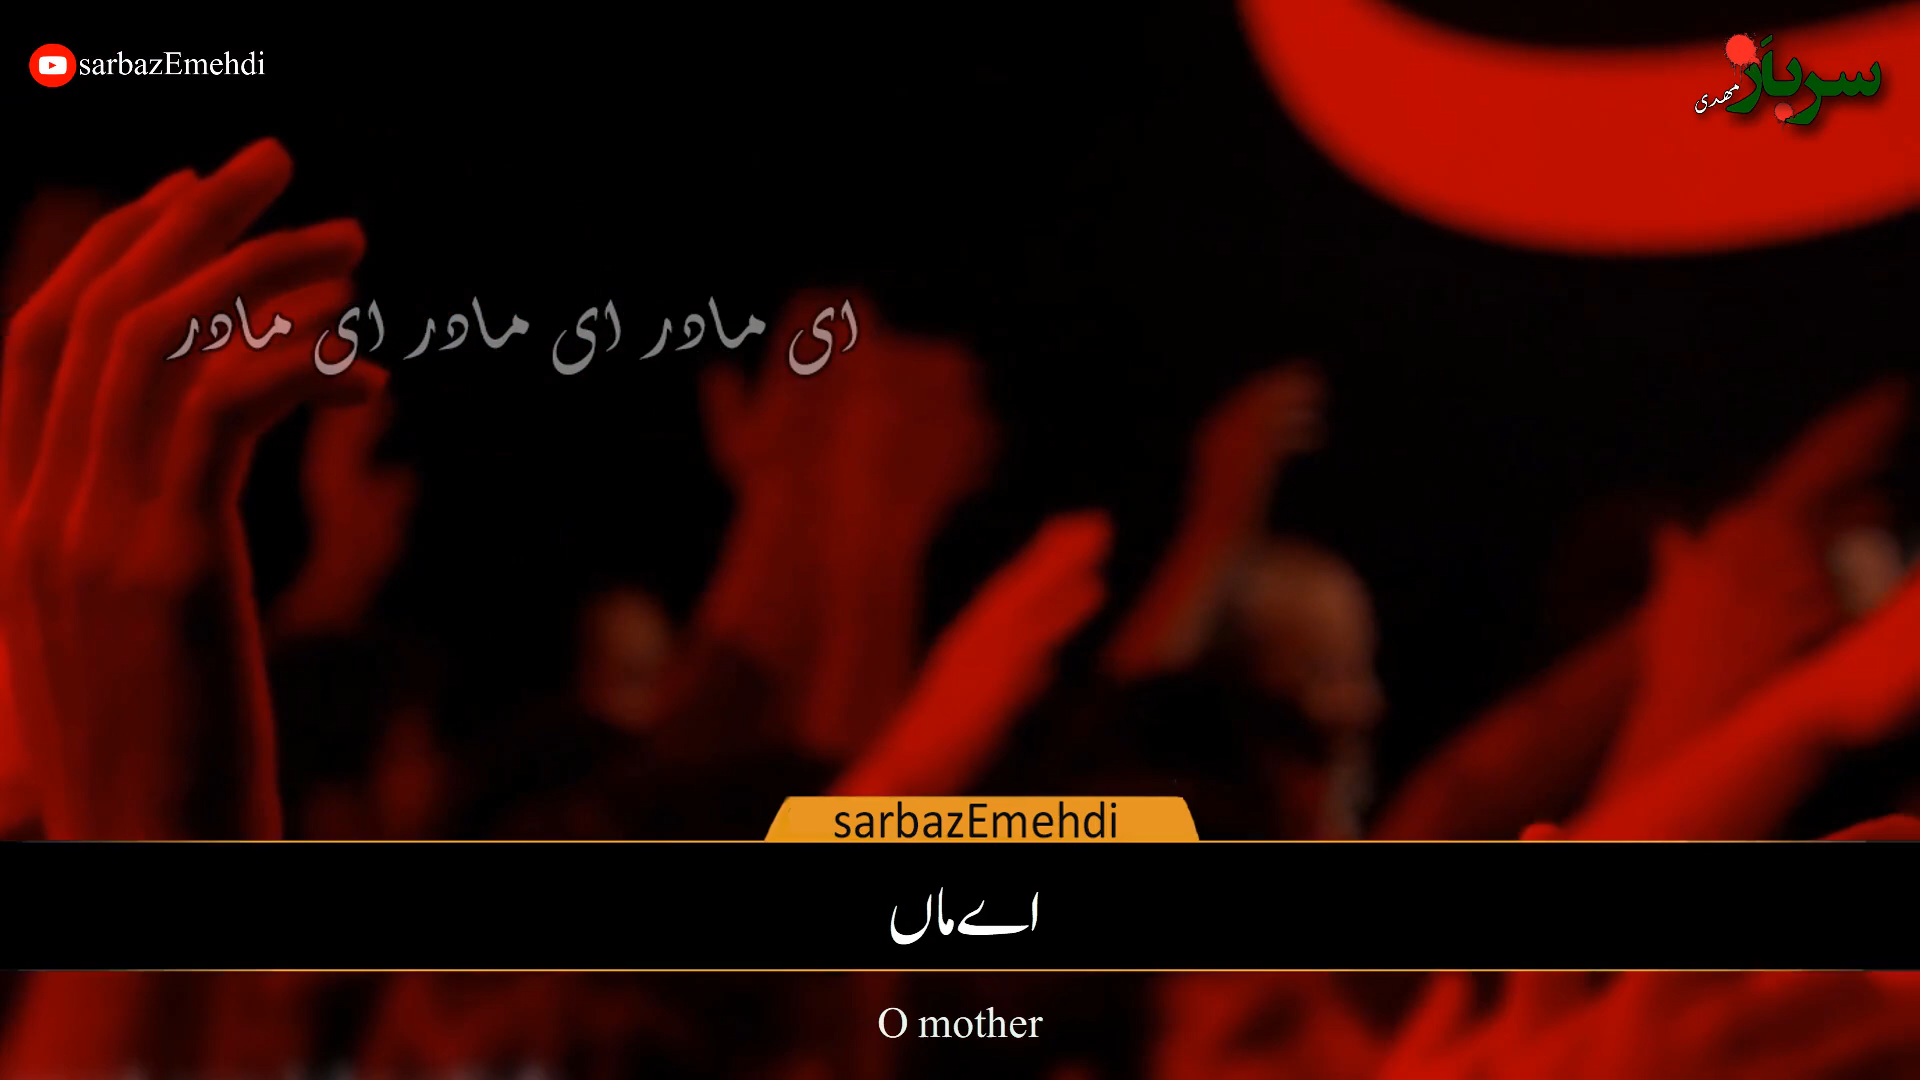 sarbazEmehdi
سرباز
مهدی
ای مادر ای مادر ای مادر
sarbazEmehdi
اے ماں
O mother